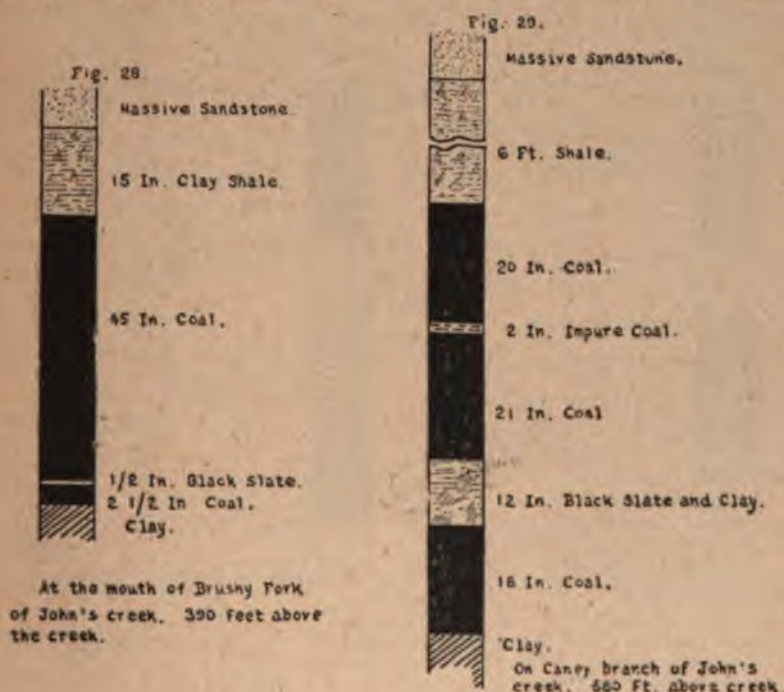 Fig. 28
Massive Sandstone.
15 In. Clay Shale.
45 In. Coal.
1/2 In. Black Slate.
2 1/2 In Coal.
Clay.
At the mouth of Brushy Fork
of John's creek. 390 feet above
the creek.
Fig. 29.
Massive Sandstone.
6 Ft. Shale.
20 In. Coal.
2 In. Impure Coal.
21 In. Coal
12 In. Black Slate and Clay.
In. Coal.
Clay.
On Caney branch of John's
creek. Ft. above creek